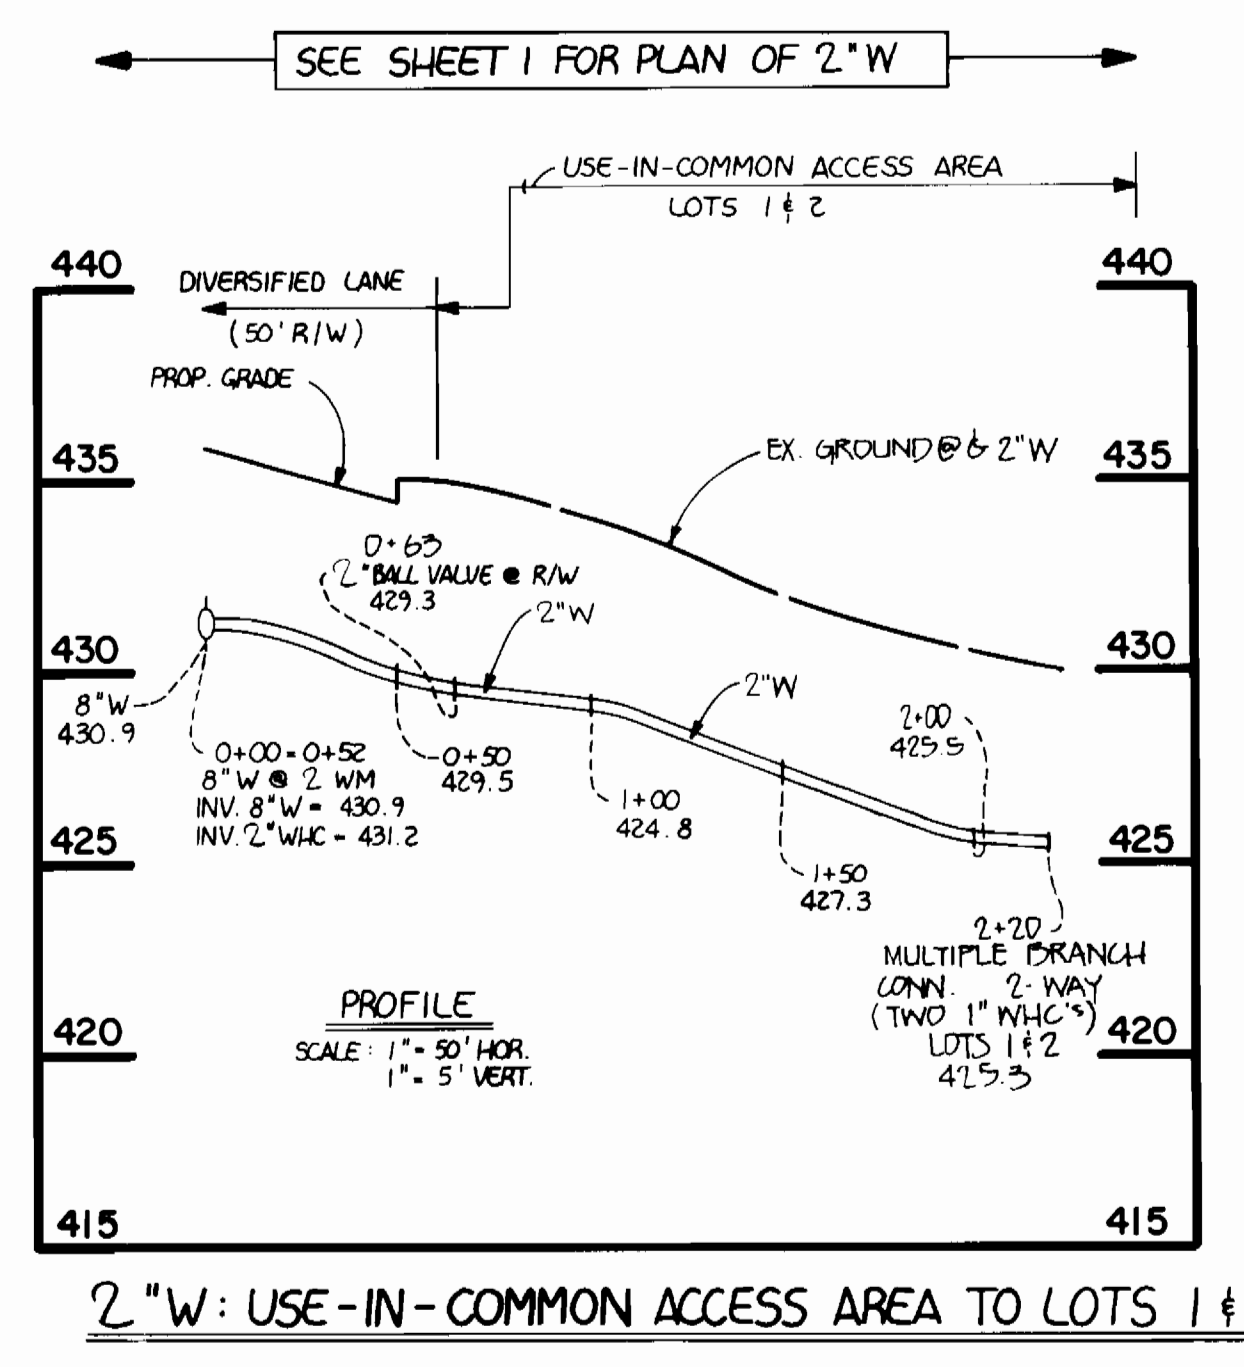 SEE SHEET 1 FOR PLAN OF 2"W
USE-IN-COMMON ACCESS AREA
LOTS 1 & 2
440
440
DIVERSIFIED LANE
(50' R/W)
PROP. GRADE
435
EX. GROUND @ ℄ 2"W
435
0+63
2"BALL VALVE @ R/W
429.3
2"W
430
430
8"W
430.9
2"W
2+00
425.5
0+00 = 0+52
8"W @ 2 WM
INV. 8"W = 430.9
INV. 2"WHC = 431.2
0+50
429.5
1+00
424.8
425
425
1+50
427.3
2+20
MULTIPLE BRANCH
CONN. 2-WAY
(TWO 1" WHC's)
LOTS 1 & 2
425.3
PROFILE
SCALE: 1" = 50' HOR.
1" = 5' VERT.
420
420
415
415
2"W: USE-IN-COMMON ACCESS AREA TO LOTS 1 &